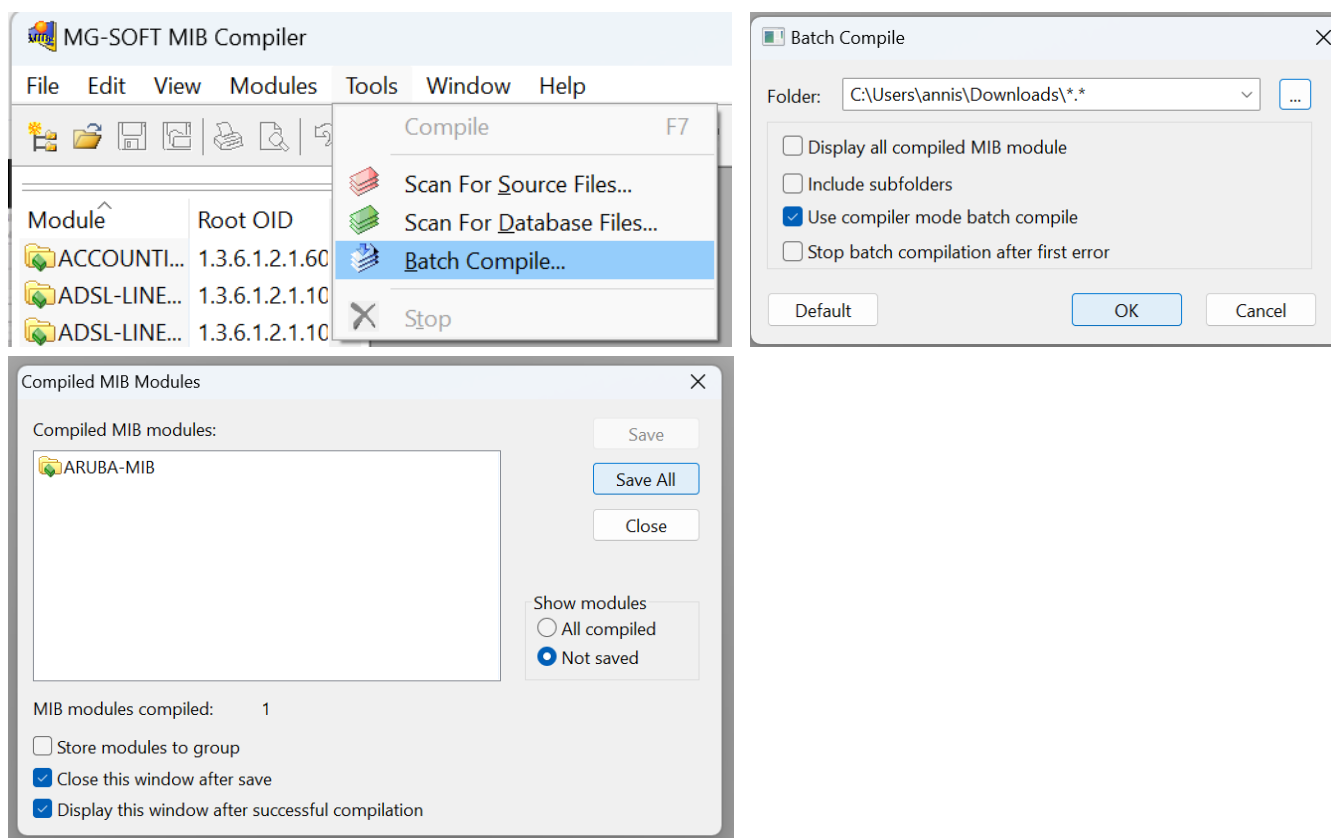 MG-SOFT MIB Compiler
File Edit View Modules Tools Window Help
Compile F7
Scan For Source Files...
Scan For Database Files...
Batch Compile...
Stop
Module Root OID
ACCOUNTI... 1.3.6.1.2.1.60
ADSL-LINE... 1.3.6.1.2.1.10
ADSL-LINE... 1.3.6.1.2.1.10
Batch Compile
Folder: C:\Users\annis\Downloads\*.* ...
Display all compiled MIB module
Include subfolders
Use compiler mode batch compile
Stop batch compilation after first error
Default OK Cancel
Compiled MIB Modules
Compiled MIB modules:
ARUBA-MIB
Save
Save All
Close
Show modules
All compiled
Not saved
MIB modules compiled: 1
Store modules to group
Close this window after save
Display this window after successful compilation